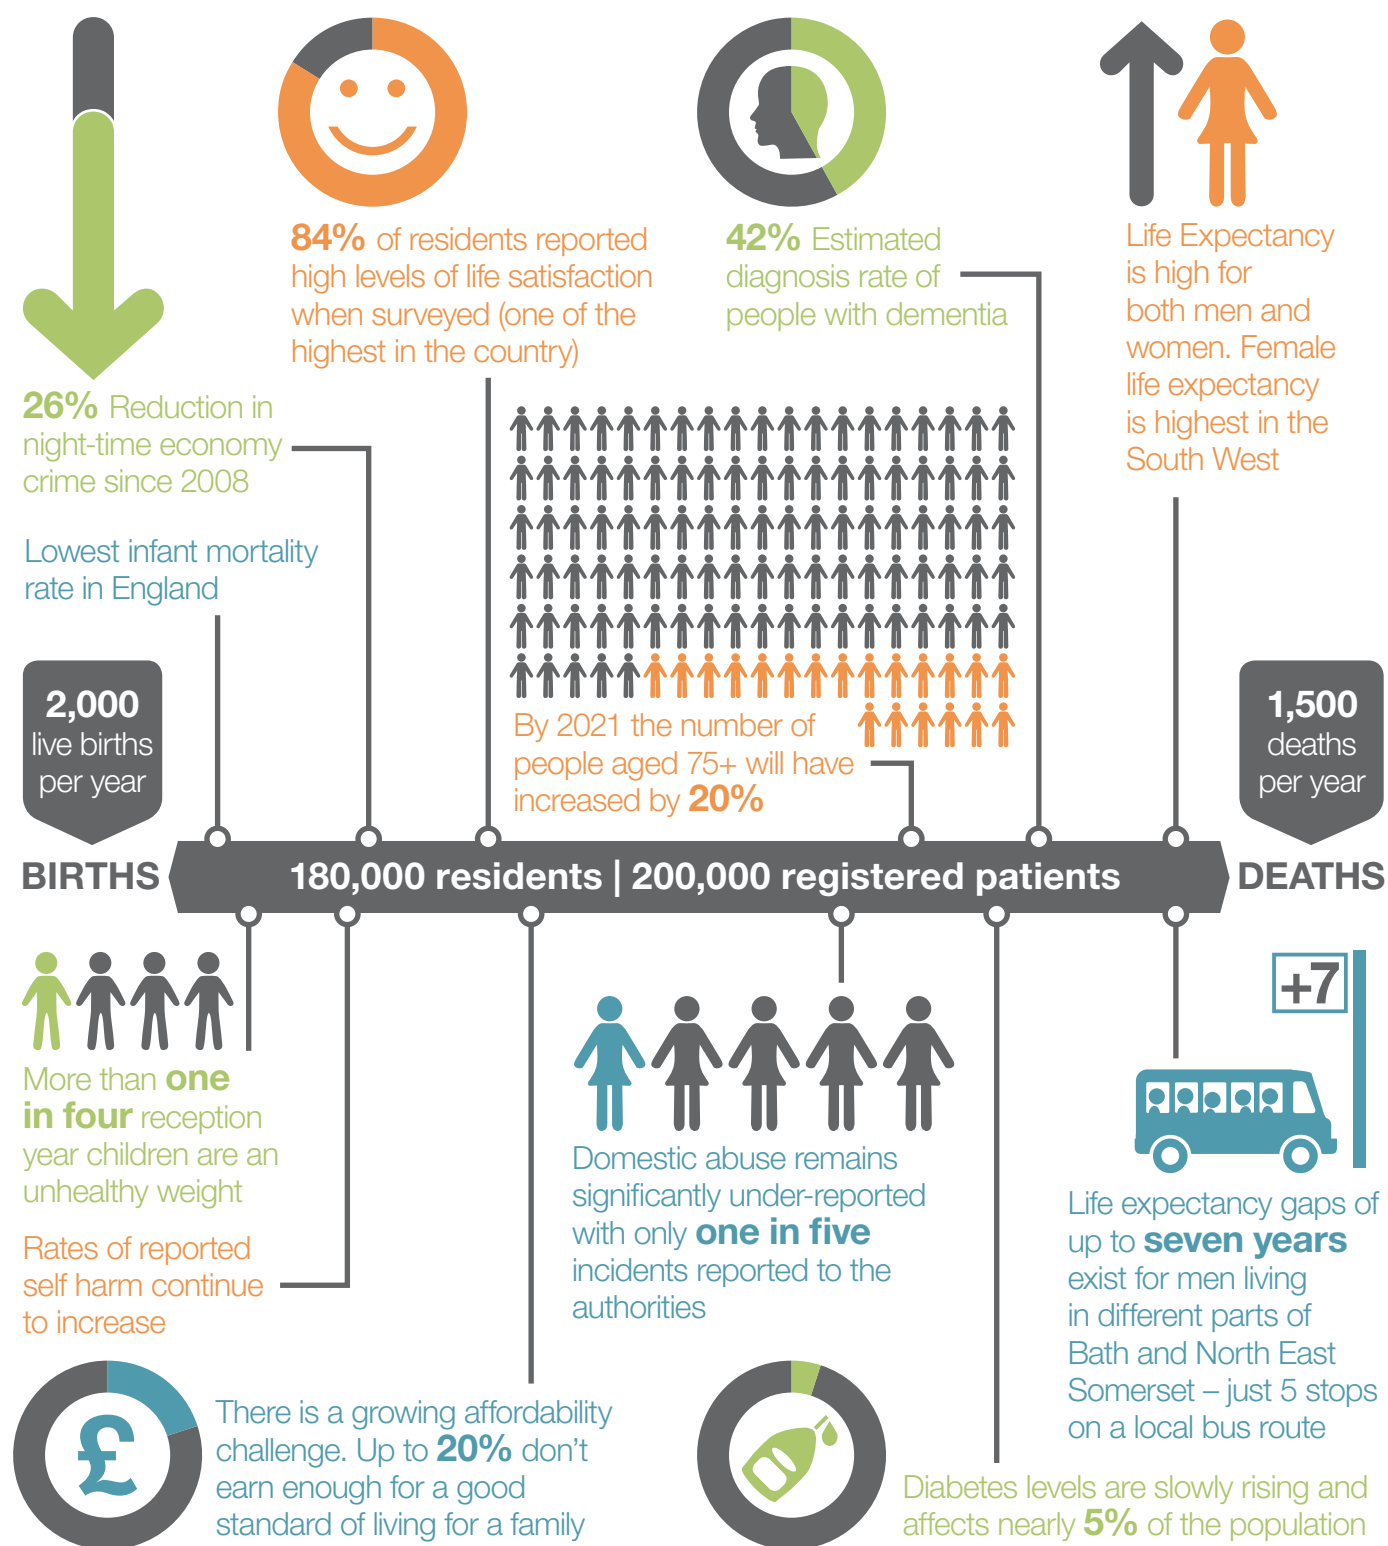 84% of residents reported
high levels of life satisfaction
when surveyed (one of the
highest in the country)
42% Estimated
diagnosis rate of
people with dementia
Life Expectancy
is high for
both men and
women. Female
life expectancy
is highest in the
South West
26% Reduction in
night-time economy
crime since 2008
Lowest infant mortality
rate in England
2,000
live births
per year
By 2021 the number of
people aged 75+ will have
increased by 20%
1,500
deaths
per year
BIRTHS
180,000 residents | 200,000 registered patients
DEATHS
+7
More than one
in four reception
year children are an
unhealthy weight
Rates of reported
self harm continue
to increase
Domestic abuse remains
significantly under-reported
with only one in five
incidents reported to the
authorities
Life expectancy gaps of
up to seven years
exist for men living
in different parts of
Bath and North East
Somerset – just 5 stops
on a local bus route
£
There is a growing affordability
challenge. Up to 20% don't
earn enough for a good
standard of living for a family
Diabetes levels are slowly rising and
affects nearly 5% of the population